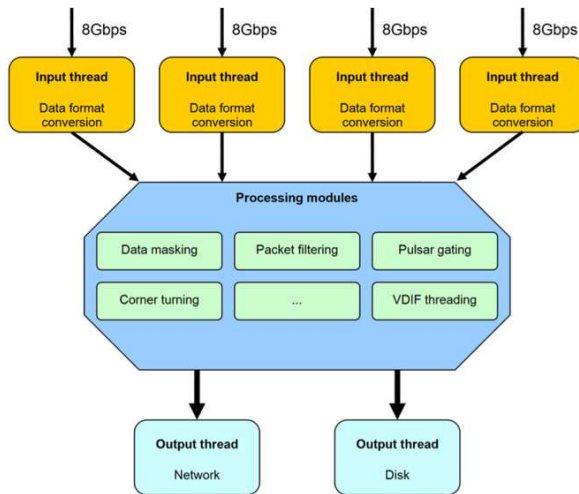 8Gbps 8Gbps 8Gbps 8Gbps
Input thread Input thread Input thread Input thread
Data format Data format Data format Data format
conversion conversion conversion conversion
Processing modules
Data masking Packet filtering Pulsar gating
Corner turning ... VDIF threading
Output thread Output thread
Network Disk